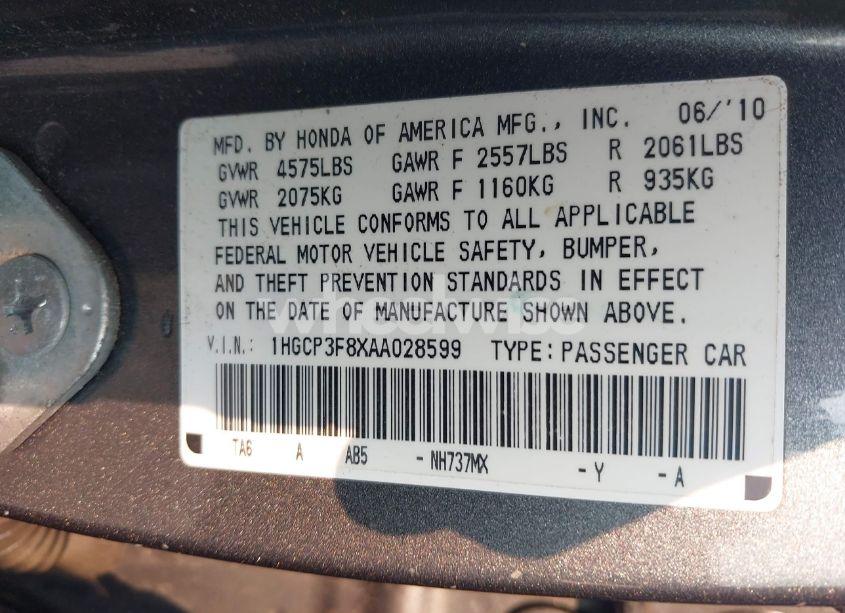 MFD. BY HONDA OF AMERICA MFG., INC. 06/'10
GVWR 4575LBS GAWR F 2557LBS R 2061LBS
GVWR 2075KG GAWR F 1160KG R 935KG
THIS VEHICLE CONFORMS TO ALL APPLICABLE
FEDERAL MOTOR VEHICLE SAFETY, BUMPER,
AND THEFT PREVENTION STANDARDS IN EFFECT
ON THE DATE OF MANUFACTURE SHOWN ABOVE.
wheelwiss
V.I.N.: 1HGCP3F8XAA028599 TYPE: PASSENGER CAR
TA6 A AB5 - NH737MX - Y - A